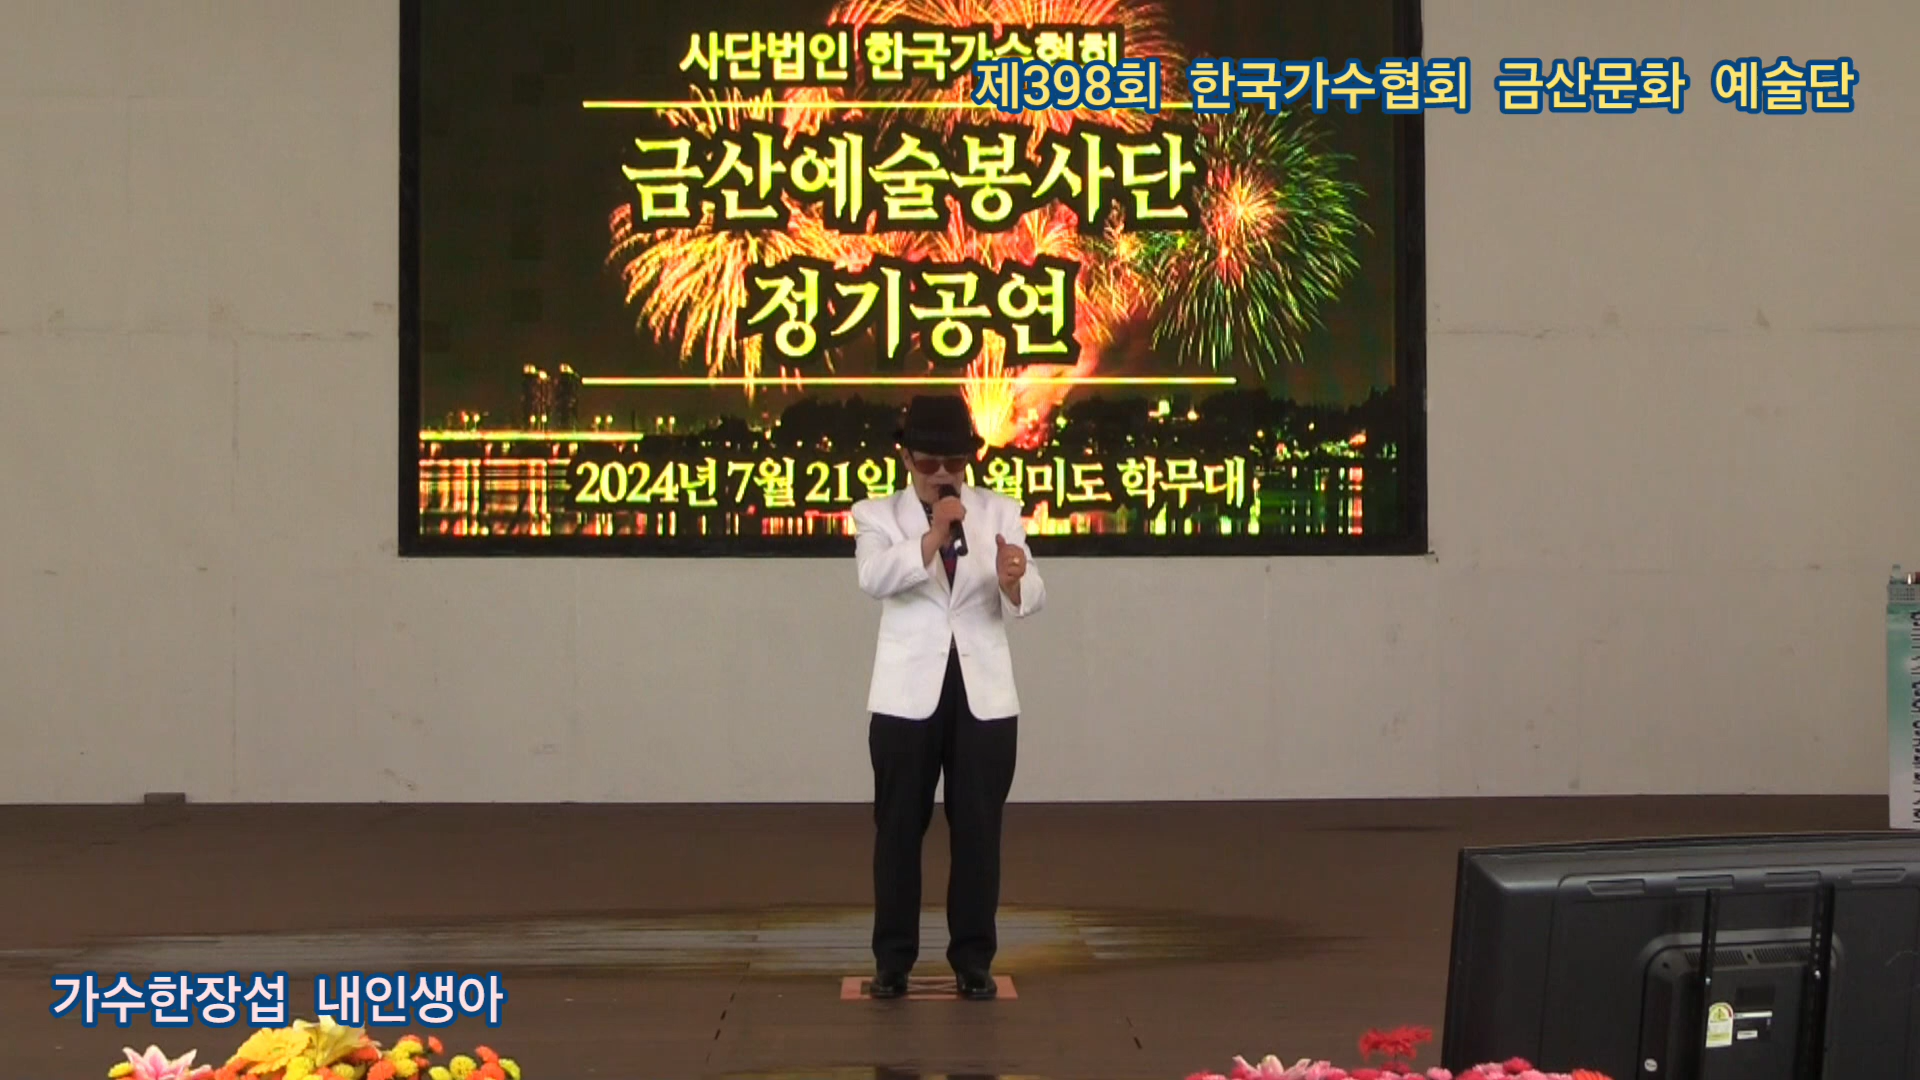 사단법인 한국가수협회
제398회 한국가수협회 금산문화 예술단
금산예술봉사단
정기공연
2024년 7월 21일 월미도 학무대
가수한장섭 내인생아